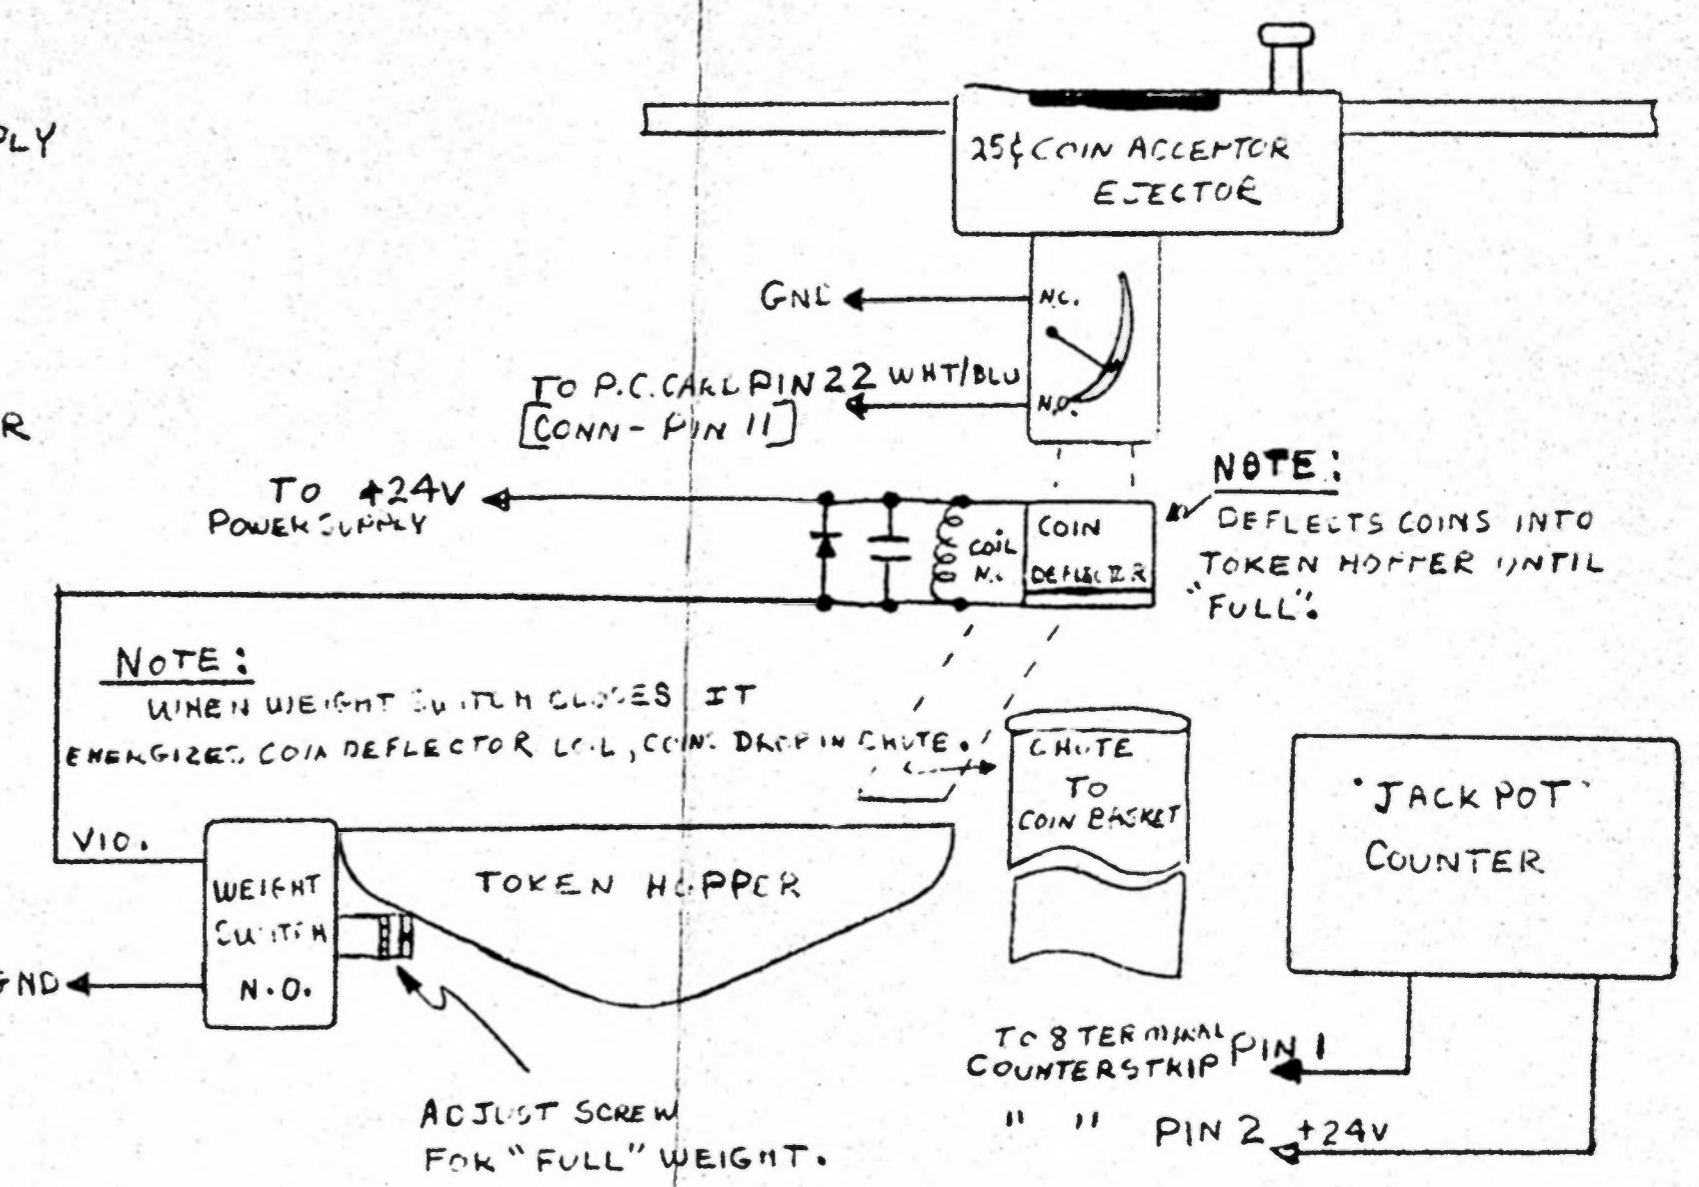 PLY
25¢ COIN ACCEPTOR
EJECTOR
GND
N.C.
TO P.C. CARD PIN 22 WHT/BLU
N.O.
[CONN - PIN 11]
R
TO +24V
POWER SUPPLY
COIL
N.C.
COIN
DEFLECTOR
NOTE:
DEFLECTS COINS INTO
TOKEN HOPPER UNTIL
"FULL".
NOTE:
WHEN WEIGHT SWITCH CLOSES IT
ENERGIZES COIN DEFLECTOR COIL, COINS DROP IN CHUTE.
CHUTE
TO
COIN BASKET
"JACKPOT"
COUNTER
VIO.
WEIGHT
SWITCH
N.O.
TOKEN HOPPER
GND
TO 8 TERMINAL
COUNTERSTRIP PIN 1
" " PIN 2 +24V
ADJUST SCREW
FOR "FULL" WEIGHT.